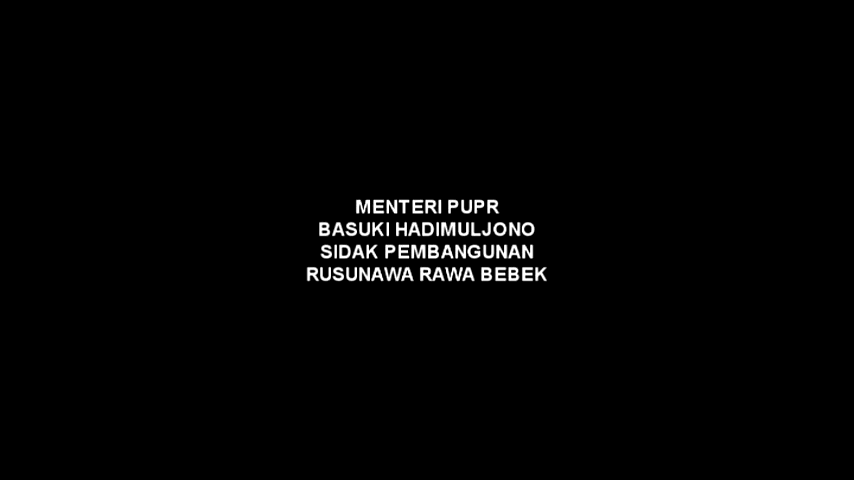 MENTERI PUPR
BASUKI HADIMULJONO
SIDAK PEMBANGUNAN
RUSUNAWA RAWA BEBEK